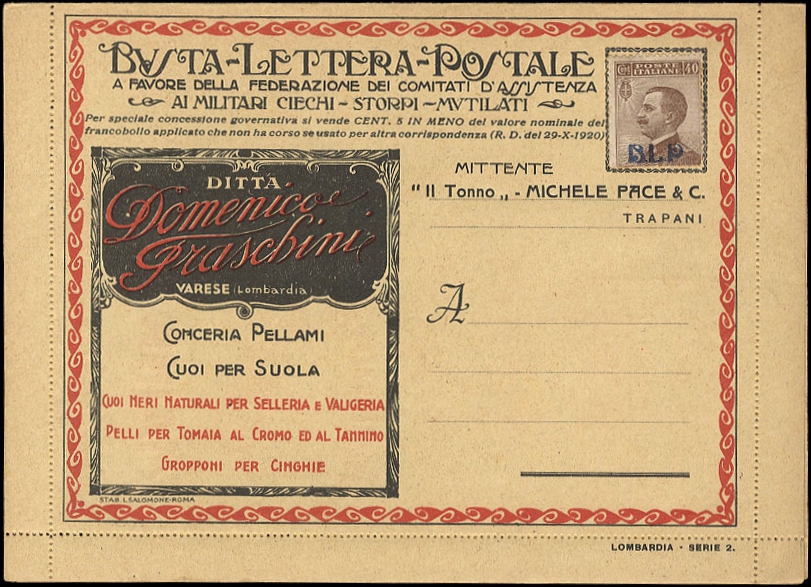 BUSTA-LETTERA-POSTALE
A FAVORE DELLA FEDERAZIONE DEI COMITATI D'ASSISTENZA
AI MILITARI CIECHI - STORPI - MVTILATI
Per speciale concessione governativa si vende CENT. 5 IN MENO del valore nominale del
francobollo applicato che non ha corso se usato per altra corrispondenza (R. D. del 29-X-1920)
POSTE
ITALIANE
40
B.L.P
DITTA
Domenico
Fraschini
VARESE (Lombardia)
CONCERIA PELLAMI
CUOI PER SUOLA
CUOI NERI NATURALI PER SELLERIA E VALIGERIA
PELLI PER TOMAIA AL CROMO ED AL TANNINO
GROPPONI PER CINGHIE
STAB. L. SALOMONE-ROMA
MITTENTE
"Il Tonno „ - MICHELE PACE & C.
TRAPANI
A
LOMBARDIA - SERIE 2.